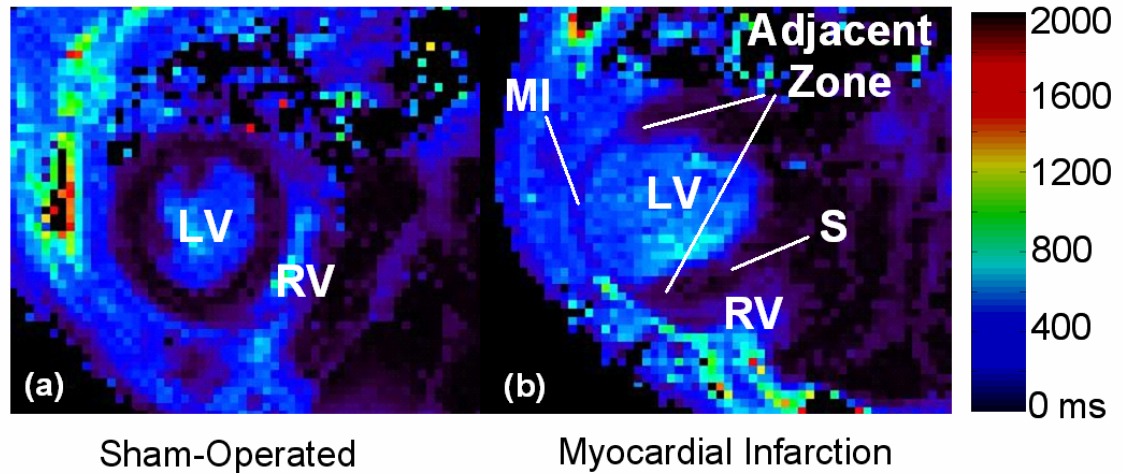 LV
RV
(a)
Sham-Operated
Adjacent
Zone
MI
LV
S
RV
(b)
Myocardial Infarction
2000
1600
1200
800
400
0 ms